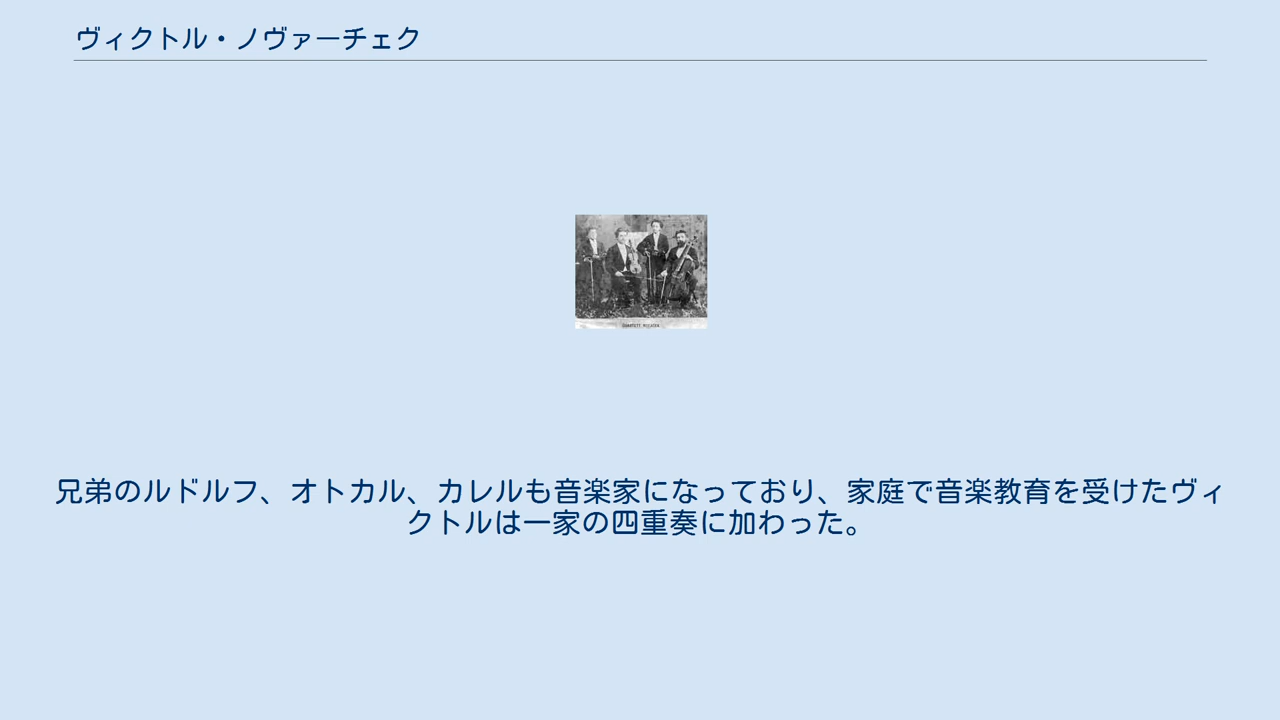 ヴィクトル・ノヴァーチェク
兄弟のルドルフ、オトカル、カレルも音楽家になっており、家庭で音楽教育を受けたヴィ
クトルは一家の四重奏に加わった。